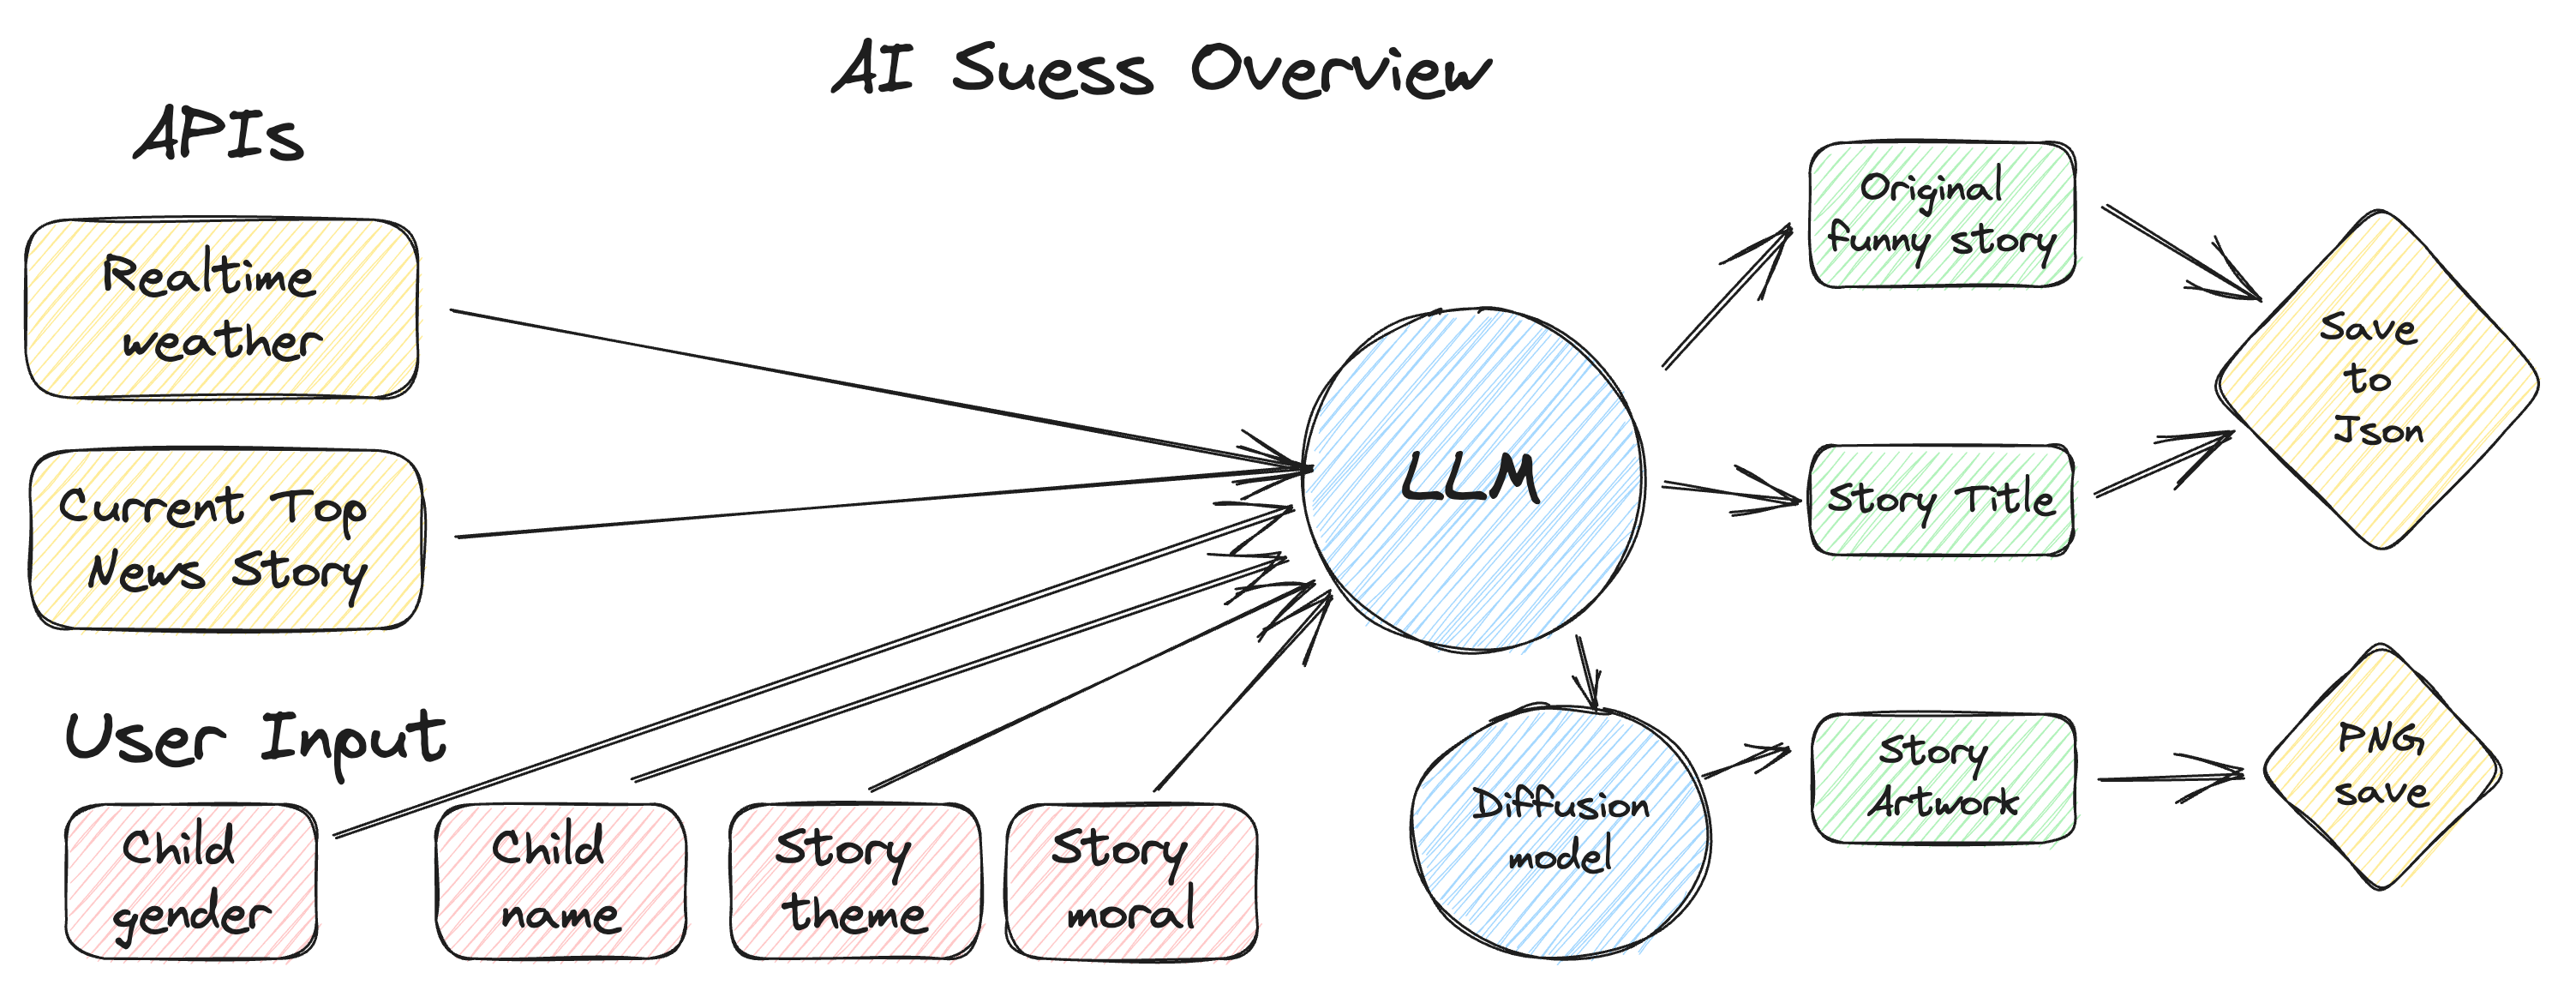 AI Suess Overview
APIs
Realtime
weather
Current Top
News Story
User Input
Child
gender
Child
name
Story
theme
Story
moral
LLM
Diffusion
model
Original
funny story
Story Title
Story
Artwork
Save
to
Json
PNG
save